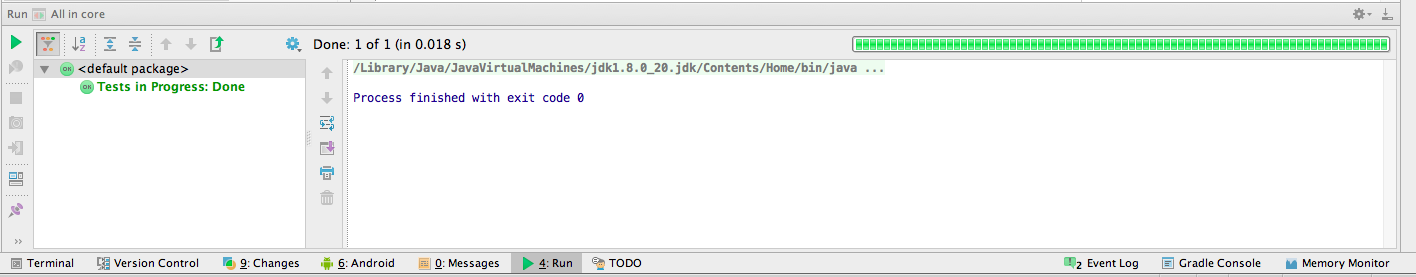 Run All in core
Done: 1 of 1 (in 0.018 s)
<default package>
Tests in Progress: Done
/Library/Java/JavaVirtualMachines/jdk1.8.0_20.jdk/Contents/Home/bin/java ...
Process finished with exit code 0
Terminal Version Control 9: Changes 6: Android 0: Messages 4: Run TODO 2 Event Log Gradle Console Memory Monitor